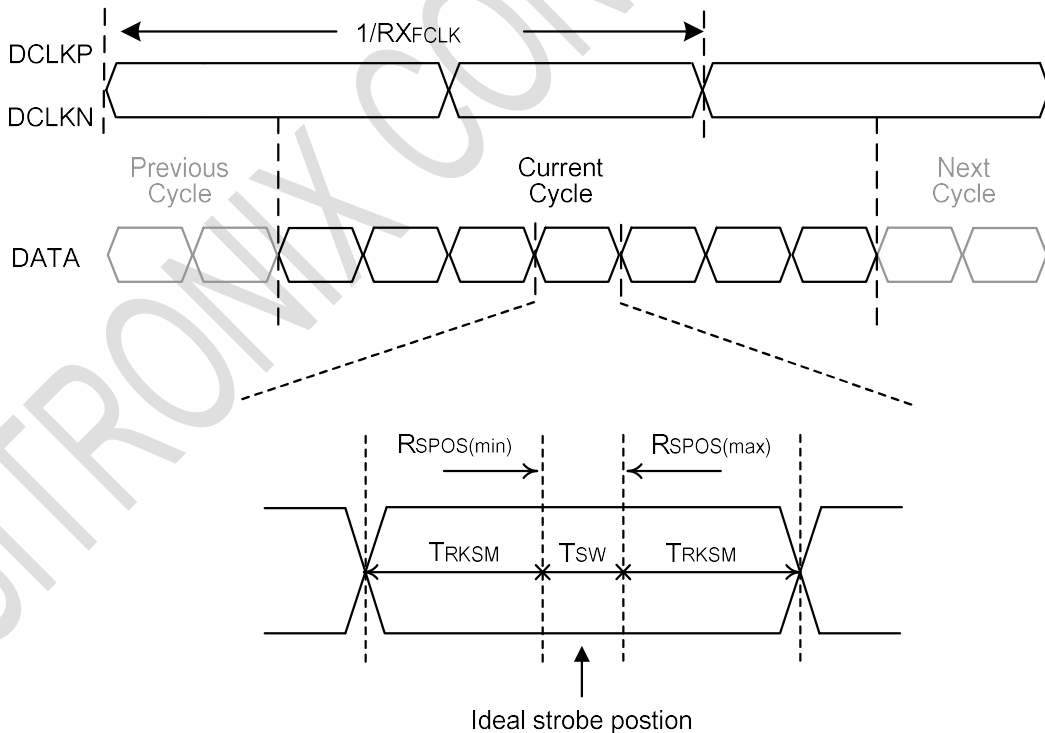 1/RXFCLK
DCLKP
DCLKN
Previous
Cycle
Current
Cycle
Next
Cycle
DATA
RSPOS(min)
RSPOS(max)
TRKSM
TSW
TRKSM
Ideal strobe postion